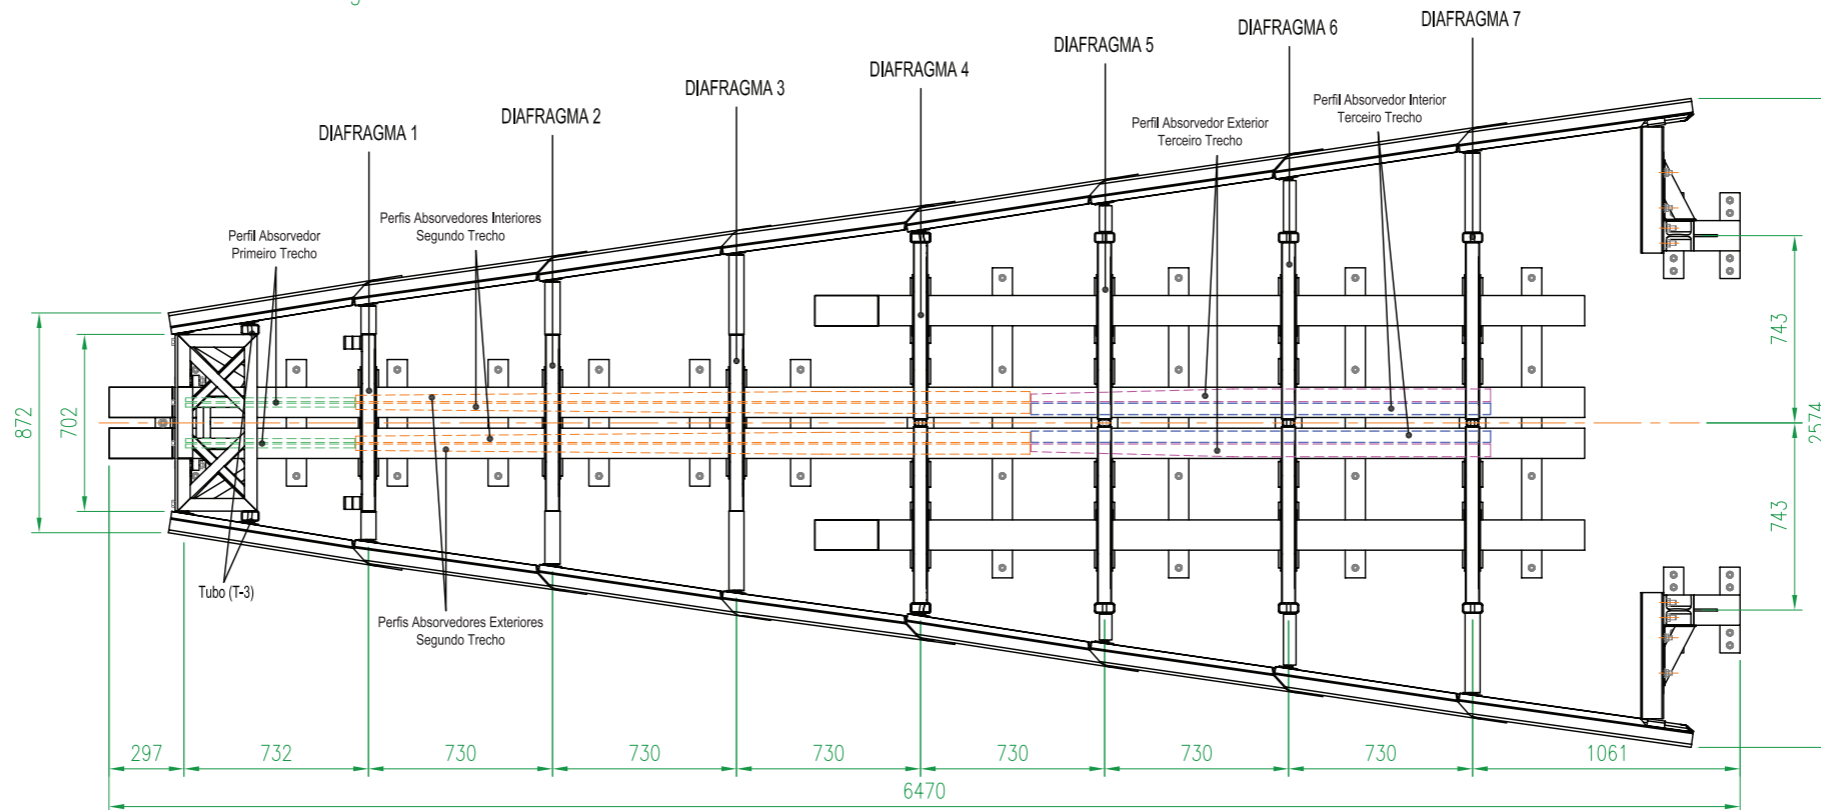 DIAFRAGMA 7
DIAFRAGMA 6
DIAFRAGMA 5
DIAFRAGMA 4
DIAFRAGMA 3
DIAFRAGMA 2
DIAFRAGMA 1
Perfil Absorvedor Interior
Terceiro Trecho
Perfil Absorvedor Exterior
Terceiro Trecho
Perfis Absorvedores Interiores
Segundo Trecho
Perfil Absorvedor
Primeiro Trecho
872
702
743
743
2574
Tubo (T-3)
Perfis Absorvedores Exteriores
Segundo Trecho
297
732
730
730
730
730
730
730
1061
6470